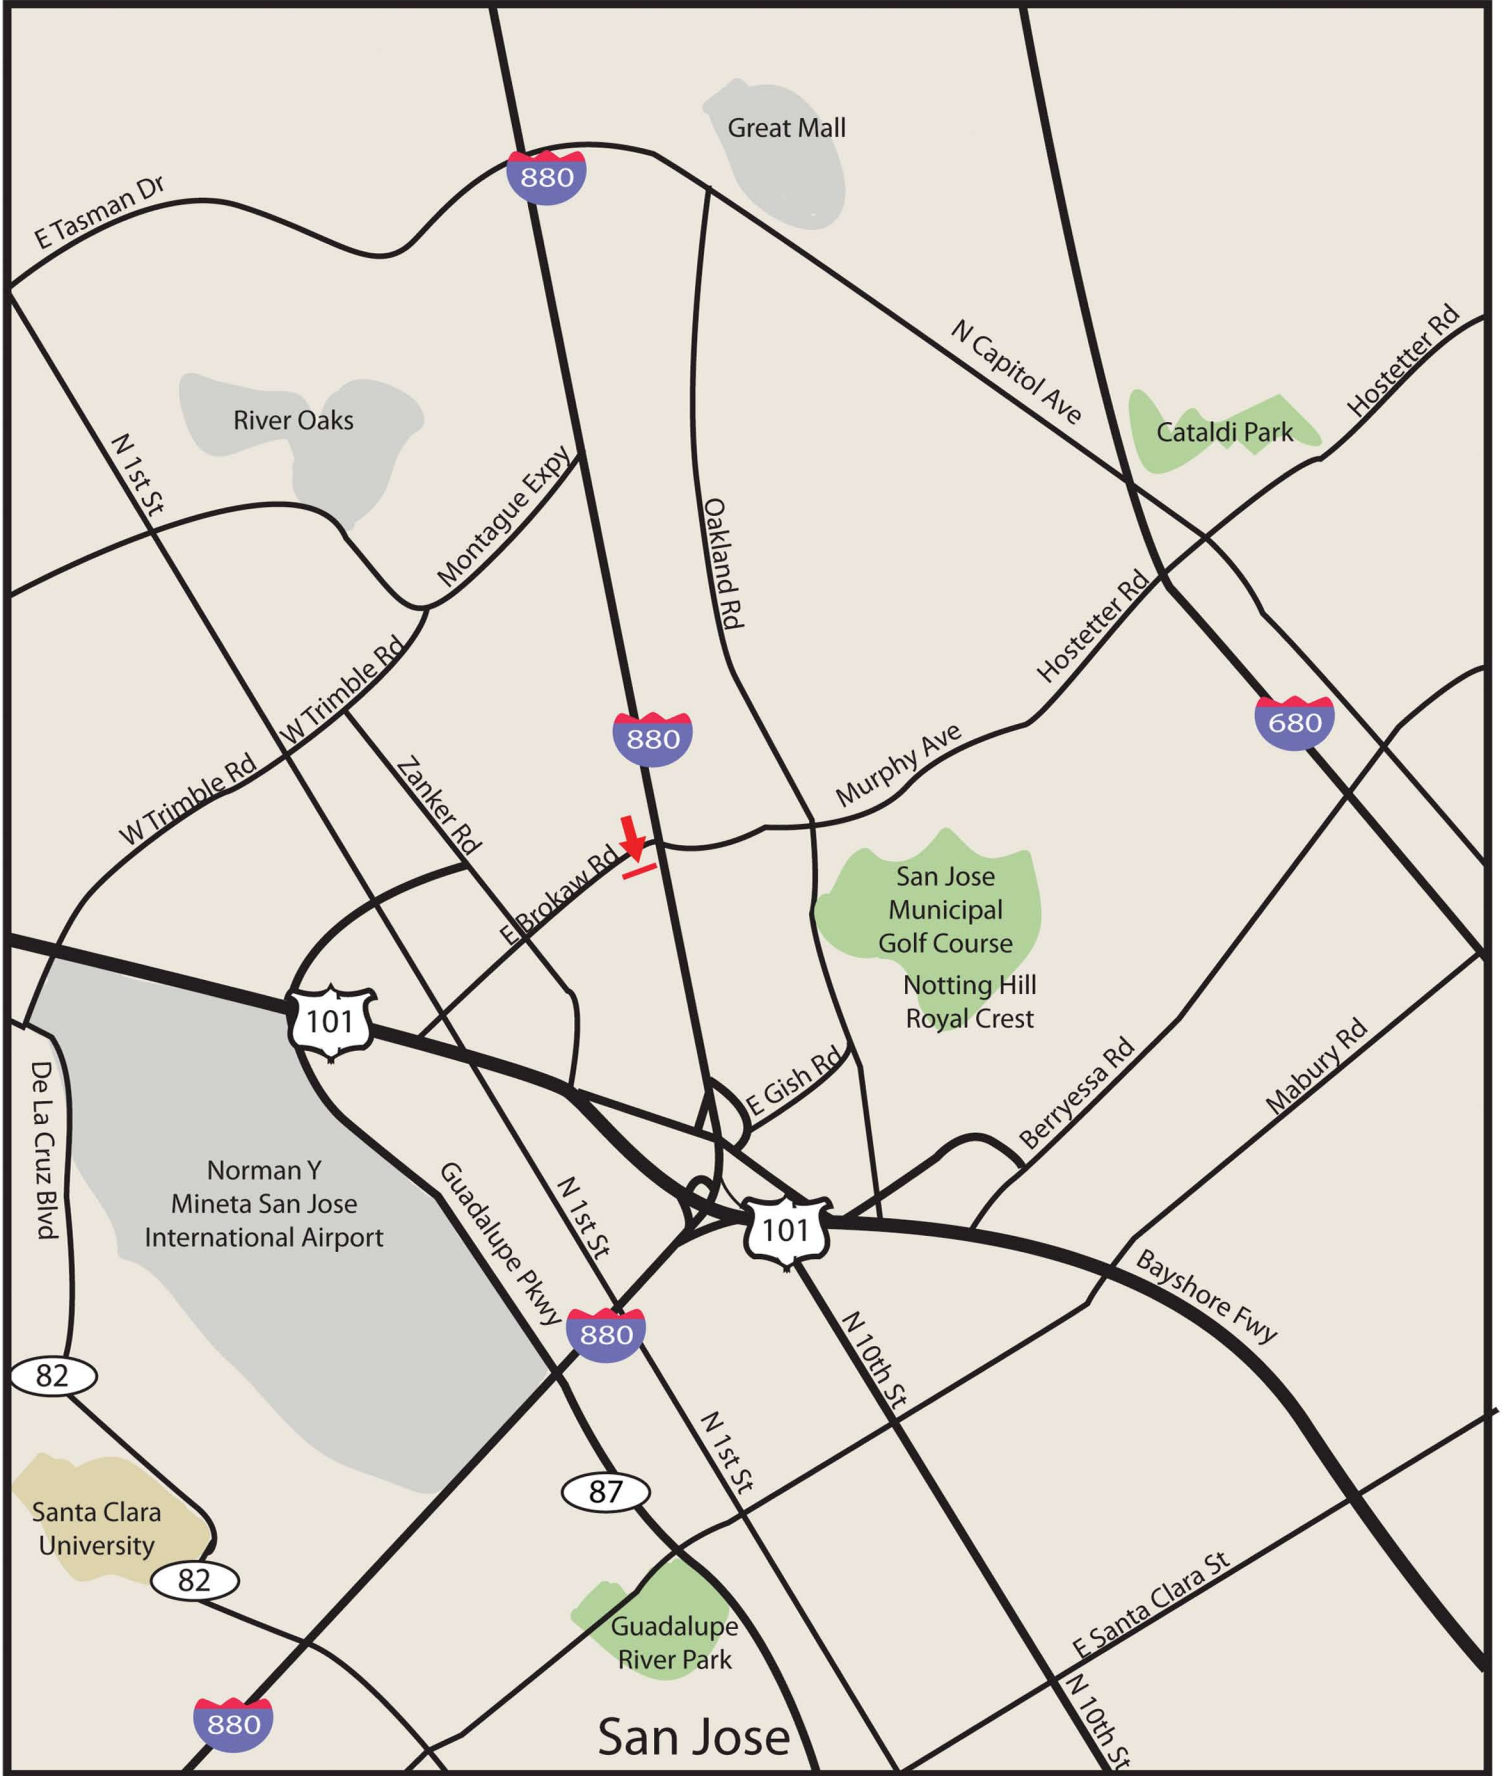 Great Mall
880
E Tasman Dr
N Capitol Ave
Hostetter Rd
River Oaks
Cataldi Park
N 1st St
Montague Expy
Oakland Rd
Hostetter Rd
W Trimble Rd
680
880
W Trimble Rd
Zanker Rd
Murphy Ave
E Brokaw Rd
San Jose
Municipal
Golf Course
Notting Hill
Royal Crest
101
E Gish Rd
Berryessa Rd
Mabury Rd
De La Cruz Blvd
Norman Y
Mineta San Jose
International Airport
Guadalupe Pkwy
N 1st St
101
Bayshore Fwy
880
N 10th St
82
N 1st St
87
Santa Clara
University
82
E Santa Clara St
Guadalupe
River Park
N 10th St
880
San Jose